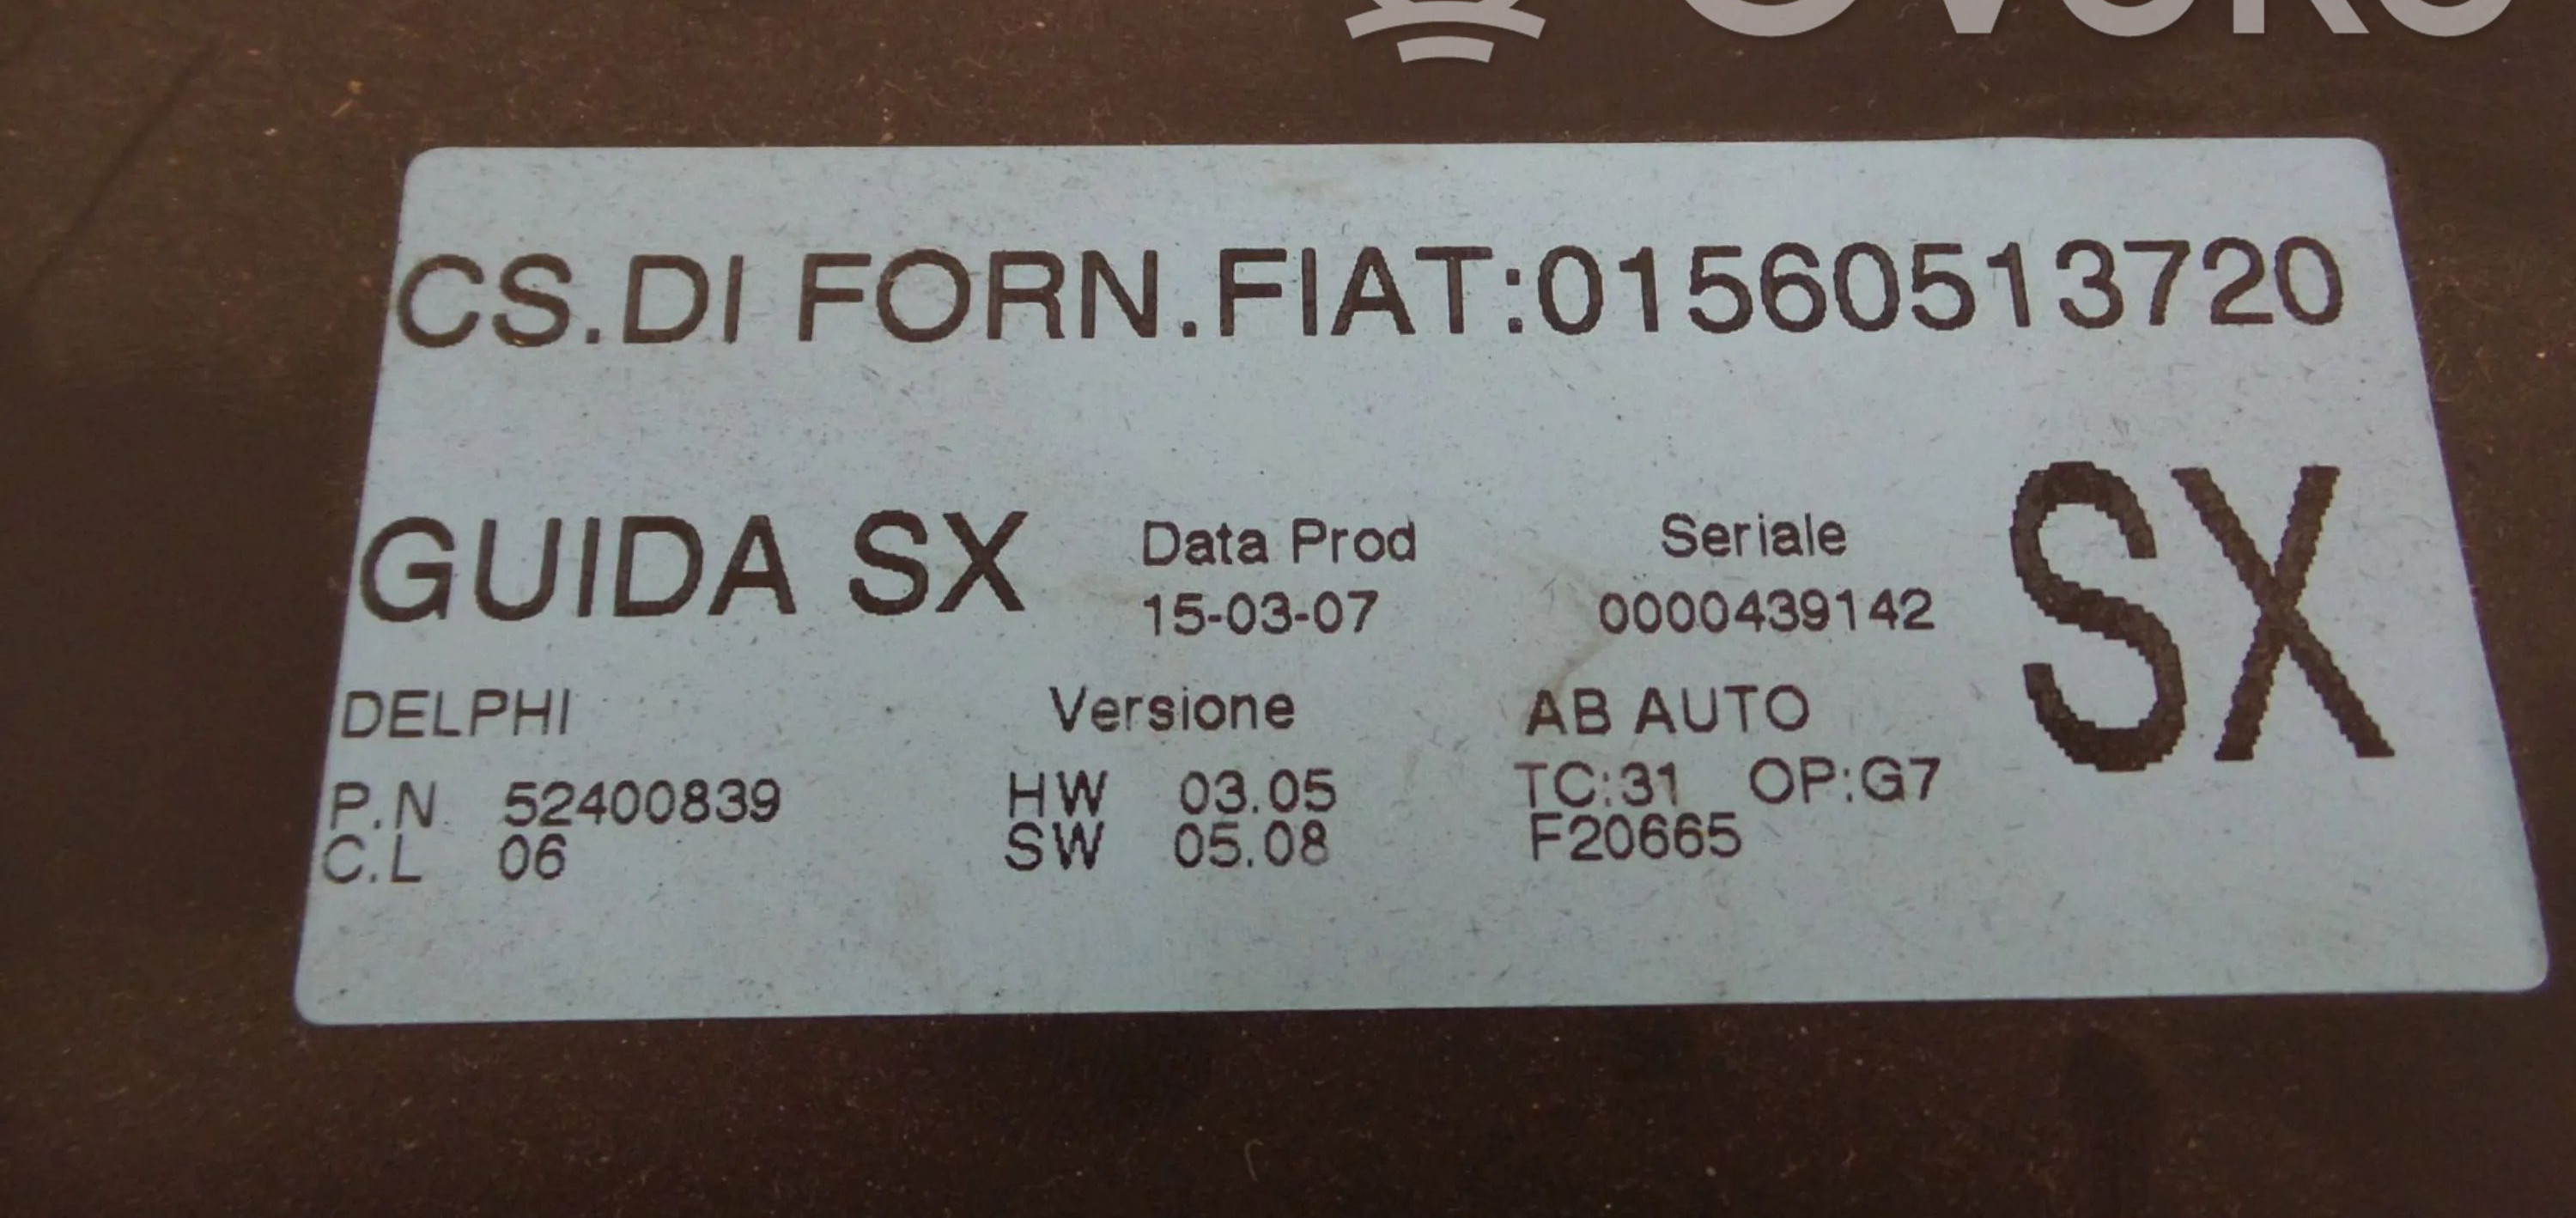 CS.DI FORN.FIAT:01560513720
GUIDA SX
Data Prod
15-03-07
Seriale
0000439142
SX
DELPHI
P.N. 52400839
C.L 06
Versione
HW 03.05
SW 05.08
AB AUTO
TC:31 OP:G7
F20665